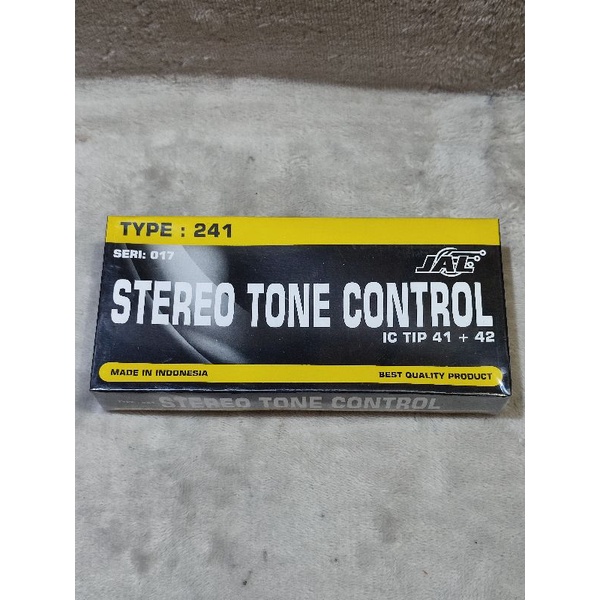 TYPE : 241
SERI: 017
JAL
STEREO TONE CONTROL
IC TIP 41 + 42
MADE IN INDONESIA
BEST QUALITY PRODUCT
STEREO TONE CONTROL